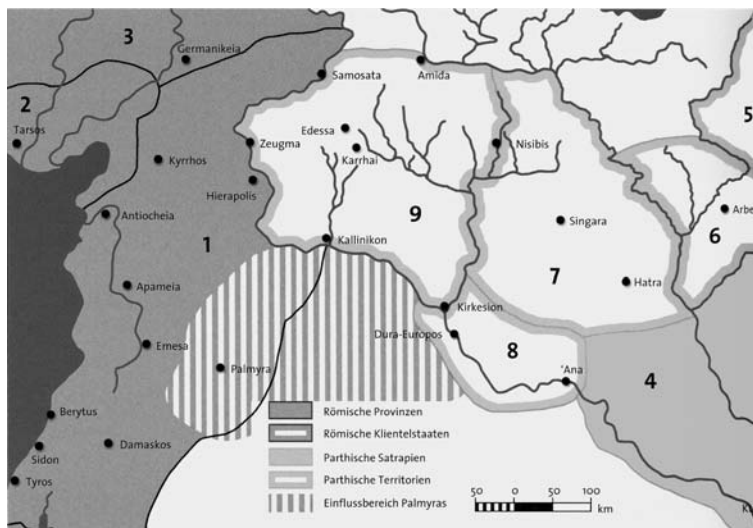 3
Germanikeia
Samosata
Amida
2
5
Tarsos
Edessa
Zeugma
Nisibis
Karrhai
Kyrrhos
Hierapolis
Arbe
Antiocheia
9
Singara
6
1
Kallinikon
7
Hatra
Apameia
Kirkesion
Dura-Europos
Emesa
8
Palmyra
'Ana
4
Berytus
Römische Provinzen
Römische Klientelstaaten
Damaskos
Sidon
Parthische Satrapien
Parthische Territorien
Tyros
Einflussbereich Palmyras
50 0 50 100
km
K